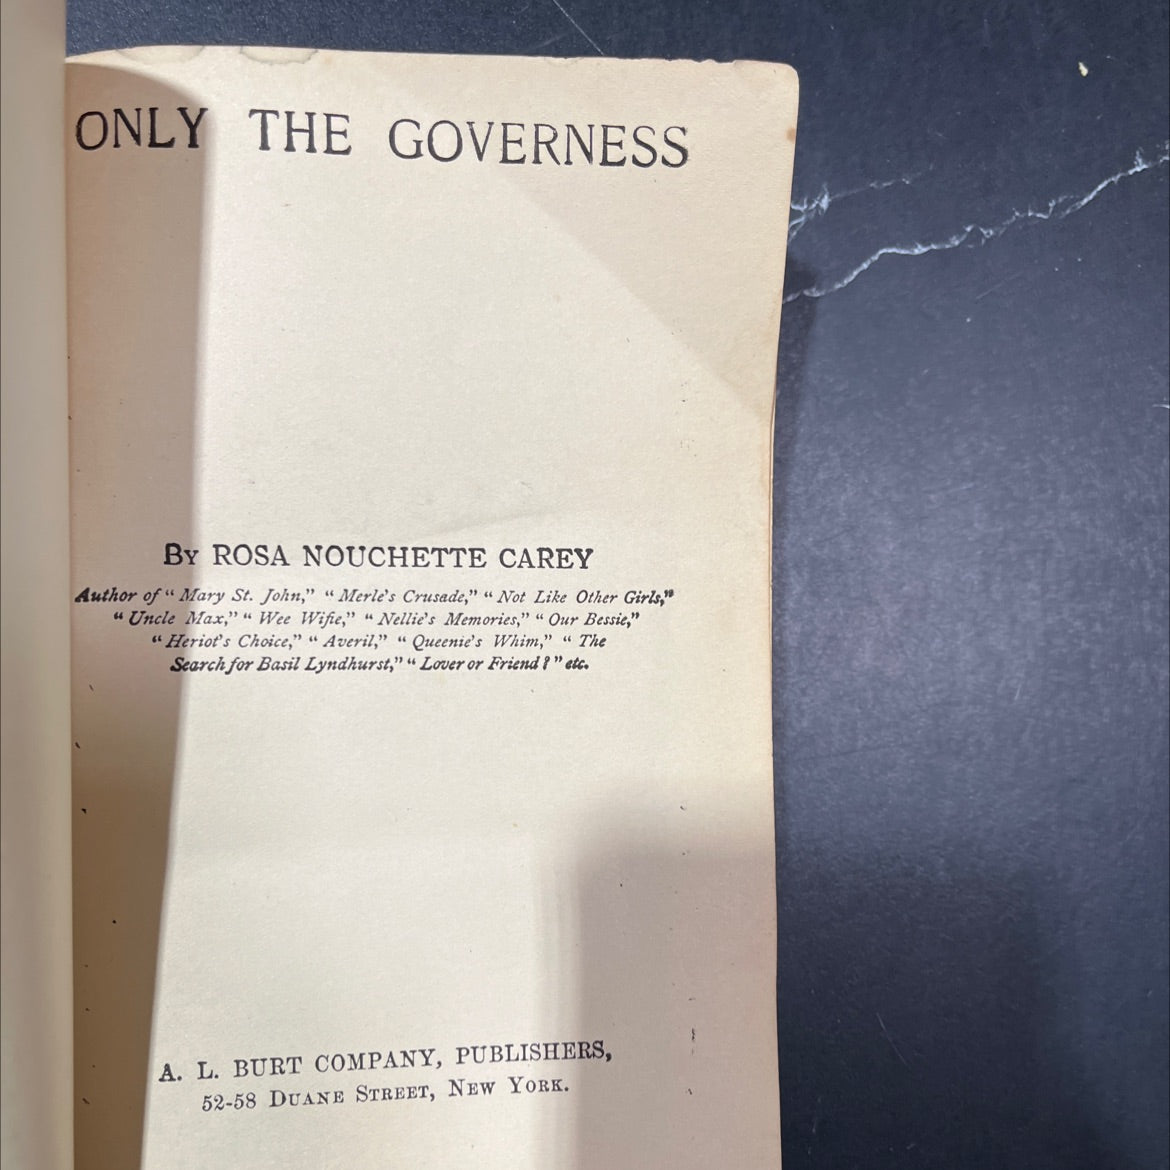 ONLY THE GOVERNESS
By ROSA NOUCHETTE CAREY
Author of “ Mary St. John,” “ Merle's Crusade,” “ Not Like Other Girls,”
“ Uncle Max,” “ Wee Wifie,” “ Nellie's Memories,” “ Our Bessie,”
“ Heriot's Choice,” “ Averil,” “ Queenie's Whim,” “ The
Search for Basil Lyndhurst,” “ Lover or Friend ? ” etc.
A. L. BURT COMPANY, PUBLISHERS,
52-58 DUANE STREET, NEW YORK.